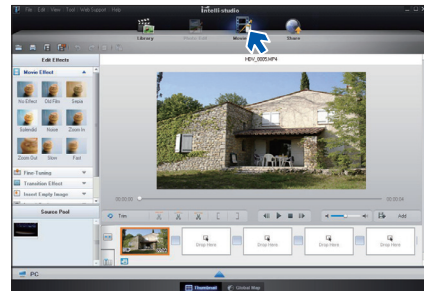 File Edit View Tool Web Support Help
Intelli-studio
Library
Photo Edit
Movie
Share
Edit Effects
HDV_0005.MP4
Movie Effect
No Effect Old Film Sepia
Splendid Noise Zoom In
Zoom Out Slow Fast
Fine Tuning
Transition Effect
Insert Empty Image
Source Pool
00:00:00
00:00:04
Trim
Add
Drop Here Drop Here Drop Here Drop Here
PC
Thumbnail Global Map